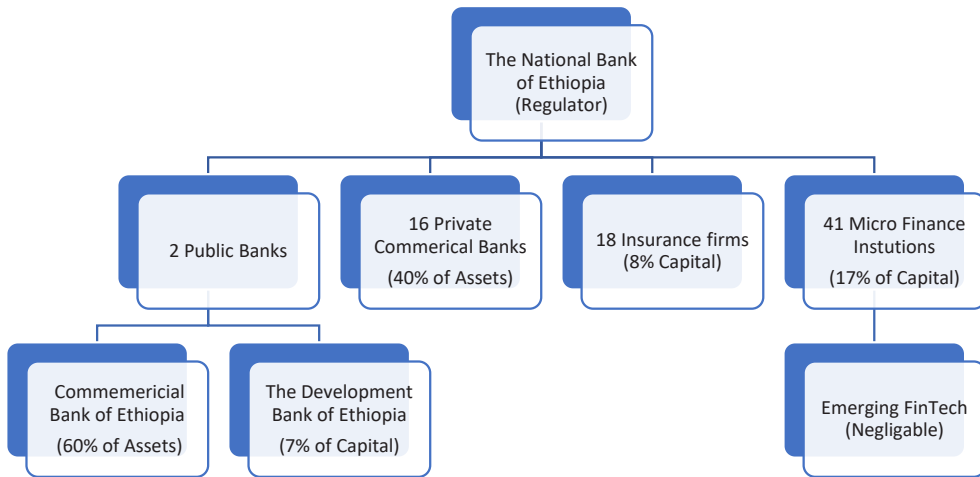 The National Bank
of Ethiopia
(Regulator)
2 Public Banks
16 Private
Commerical Banks
(40% of Assets)
18 Insurance firms
(8% Capital)
41 Micro Finance
Instutions
(17% of Capital)
Commemericial
Bank of Ethiopia
(60% of Assets)
The Development
Bank of Ethiopia
(7% of Capital)
Emerging FinTech
(Negligable)